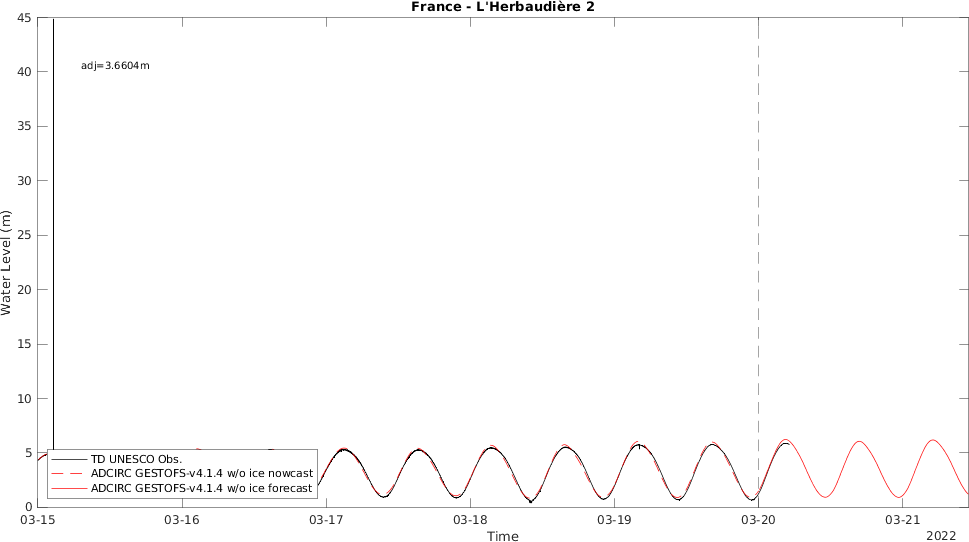 France - L'Herbaudière 2
45
40
35
30
25
20
15
10
5
0
Water Level (m)
adj=3.6604m
TD UNESCO Obs.
ADCIRC GESTOFS-v4.1.4 w/o ice nowcast
ADCIRC GESTOFS-v4.1.4 w/o ice forecast
03-15 03-16 03-17 03-18 03-19 03-20 03-21
Time
2022